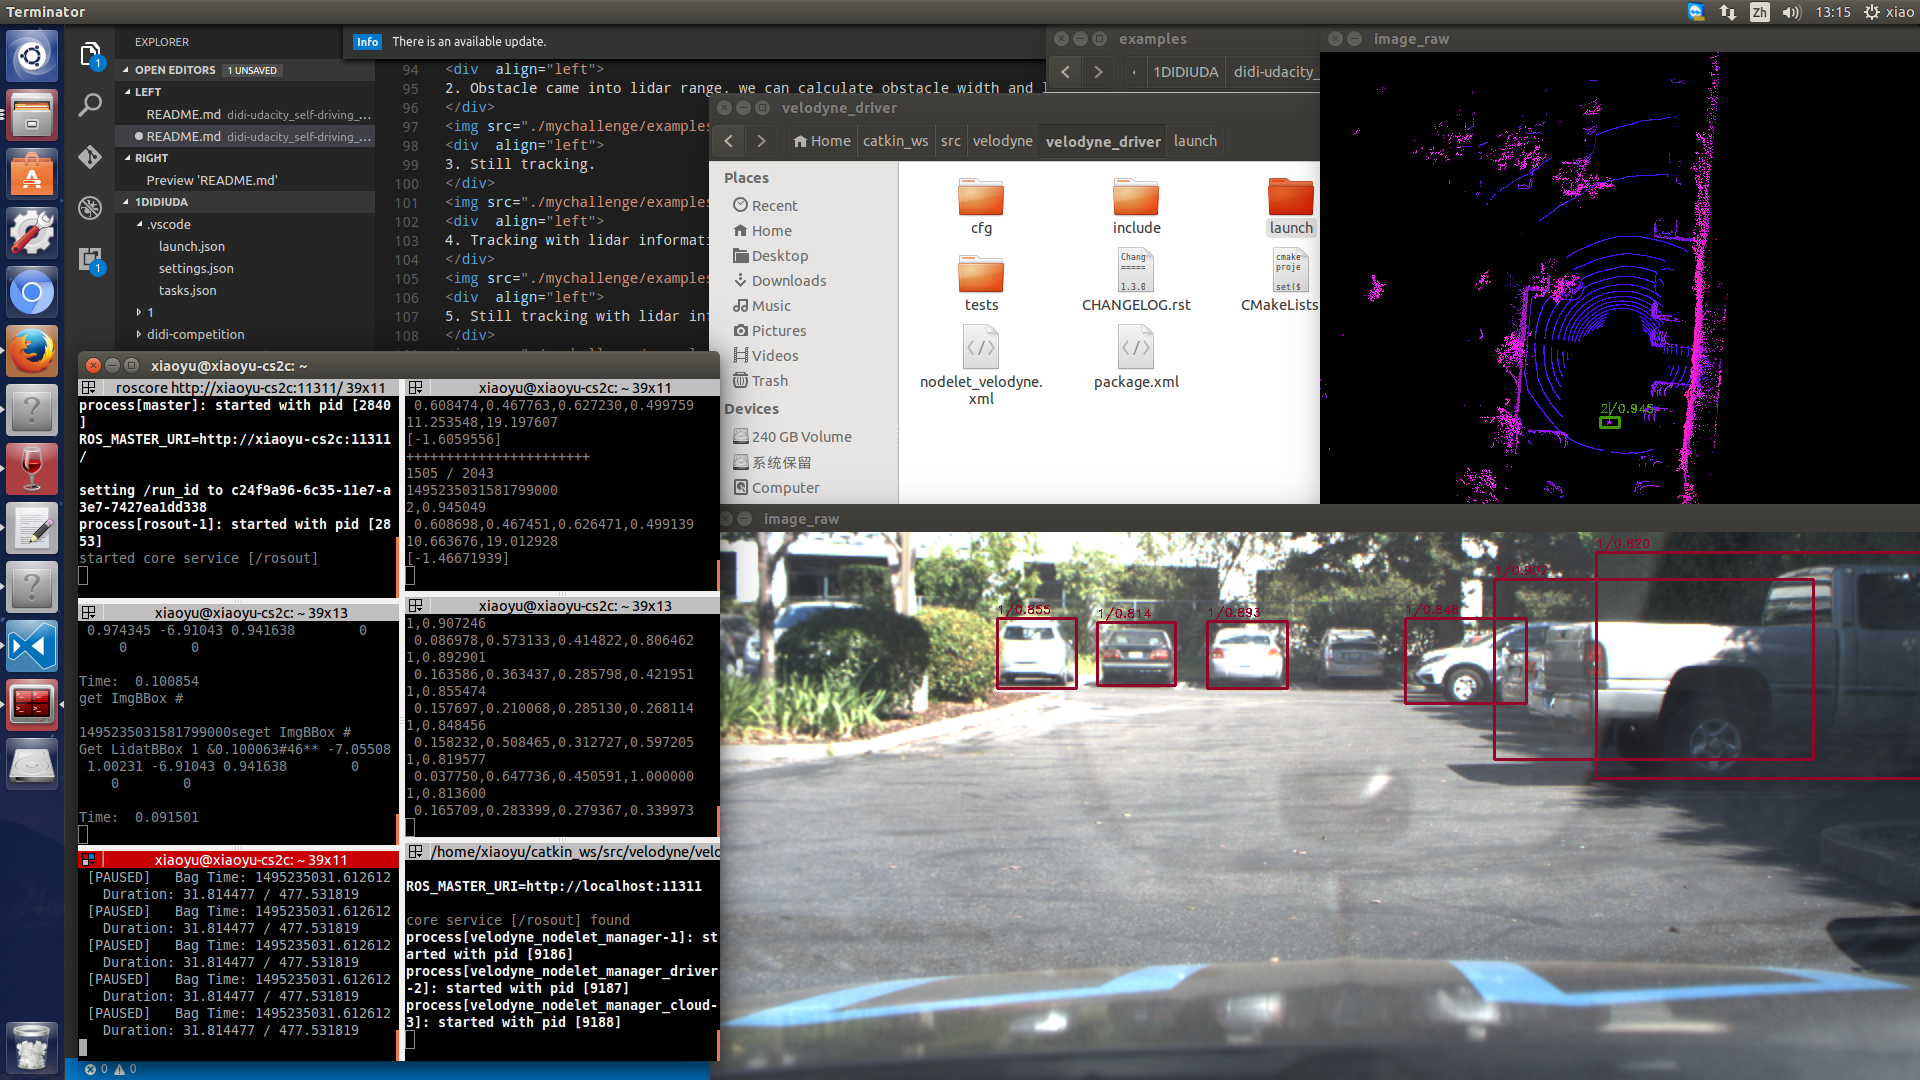 Terminator
Zh
13:15
xiao
EXPLORER
OPEN EDITORS 1 UNSAVED
LEFT
README.md didi-udacity_self-driving_...
README.md didi-udacity_self-driving_...
RIGHT
Preview 'README.md'
1DIDIUDA
.vscode
launch.json
settings.json
tasks.json
1
didi-competition
1
1
Info There is an available update.
94 <div align="left">
95 2. Obstacle came into lidar range, we can calculate obstacle width and l
96 </div>
97 <img src="./mychallenge/examples
98 <div align="left">
99 3. Still tracking.
100 </div>
101 <img src="./mychallenge/examples
102 <div align="left">
103 4. Tracking with lidar informati
104 </div>
105 <img src="./mychallenge/examples
106 <div align="left">
107 5. Still tracking with lidar inf
108 </div>
examples
1DIDIUDA didi-udacity_
velodyne_driver
Home catkin_ws src velodyne velodyne_driver launch
Places
Recent
Home
Desktop
Downloads
Music
Pictures
Videos
Trash
Devices
240 GB Volume
系统保留
Computer
cfg
include
launch
tests
Chang
=====
1.3.0
CHANGELOG.rst
cmake
proje
set($
CMakeLists
nodelet_velodyne.
xml
package.xml
image_raw
2/0.945
xiaoyu@xiaoyu-cs2c: ~
roscore http://xiaoyu-cs2c:11311/ 39x11
process[master]: started with pid [2840
]
ROS_MASTER_URI=http://xiaoyu-cs2c:11311
/
setting /run_id to c24f9a96-6c35-11e7-a
3e7-7427ea1dd338
process[rosout-1]: started with pid [28
53]
started core service [/rosout]
xiaoyu@xiaoyu-cs2c: ~ 39x11
0.608474,0.467763,0.627230,0.499759
11.253548,19.197607
[-1.6059556]
+++++++++++++++++++++++
1505 / 2043
1495235031581799000
2,0.945049
0.608698,0.467451,0.626471,0.499139
10.663676,19.012928
[-1.46671939]
xiaoyu@xiaoyu-cs2c: ~ 39x13
0.974345 -6.91043 0.941638 0
0 0
Time: 0.100854
get ImgBBox #
1495235031581799000seget ImgBBox #
Get LidatBBox 1 &0.100063#46** -7.05508
1.00231 -6.91043 0.941638 0
0 0
Time: 0.091501
xiaoyu@xiaoyu-cs2c: ~ 39x13
1,0.907246
0.086978,0.573133,0.414822,0.806462
1,0.892901
0.163586,0.363437,0.285798,0.421951
1,0.855474
0.157697,0.210068,0.285130,0.268114
1,0.848456
0.158232,0.508465,0.312727,0.597205
1,0.819577
0.037750,0.647736,0.450591,1.000000
1,0.813600
0.165709,0.283399,0.279367,0.339973
xiaoyu@xiaoyu-cs2c: ~ 39x11
[PAUSED] Bag Time: 1495235031.612612
Duration: 31.814477 / 477.531819
[PAUSED] Bag Time: 1495235031.612612
Duration: 31.814477 / 477.531819
[PAUSED] Bag Time: 1495235031.612612
Duration: 31.814477 / 477.531819
[PAUSED] Bag Time: 1495235031.612612
Duration: 31.814477 / 477.531819
[PAUSED] Bag Time: 1495235031.612612
Duration: 31.814477 / 477.531819
/home/xiaoyu/catkin_ws/src/velodyne/velo
ROS_MASTER_URI=http://localhost:11311
core service [/rosout] found
process[velodyne_nodelet_manager-1]: st
arted with pid [9186]
process[velodyne_nodelet_manager_driver
-2]: started with pid [9187]
process[velodyne_nodelet_manager_cloud-
3]: started with pid [9188]
image_raw
1/0.820
1/0.907
1/0.855
1/0.814
1/0.893
1/0.848
0 0